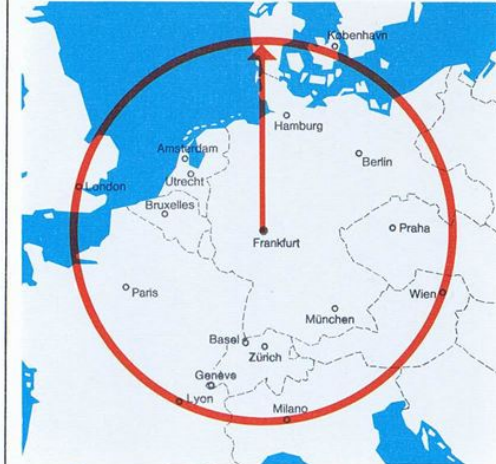 København
Hamburg
Amsterdam
Berlin
London
Utrecht
Bruxelles
Praha
Frankfurt
Paris
Wien
München
Basel
Zürich
Genève
Lyon
Milano